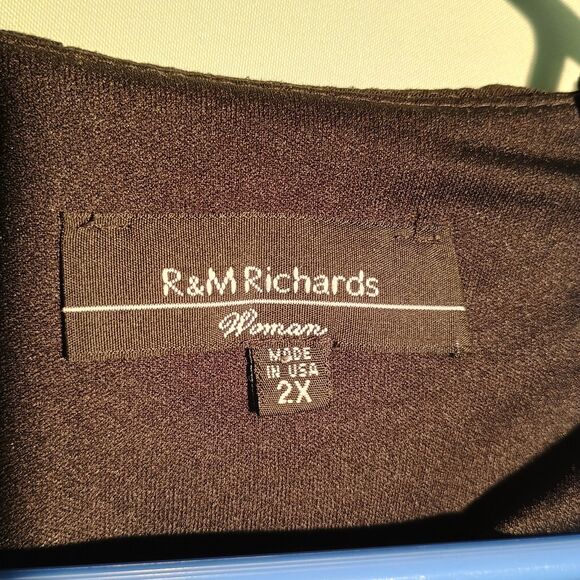 R&M Richards
Woman
MADE
IN USA
2X